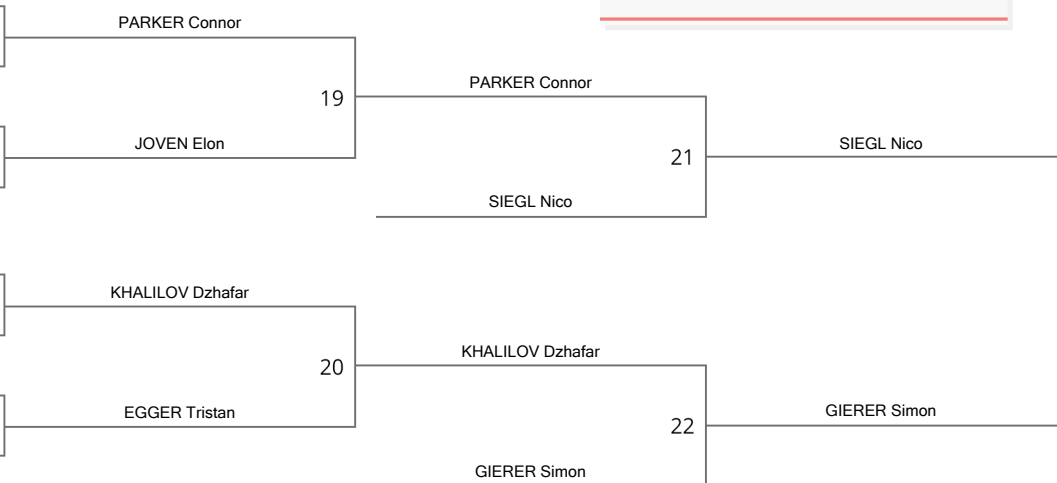 PARKER Connor
19
JOVEN Elon
PARKER Connor
21
SIEGL Nico
SIEGL Nico
KHALILOV Dzhafar
20
EGGER Tristan
KHALILOV Dzhafar
22
GIERER Simon
GIERER Simon